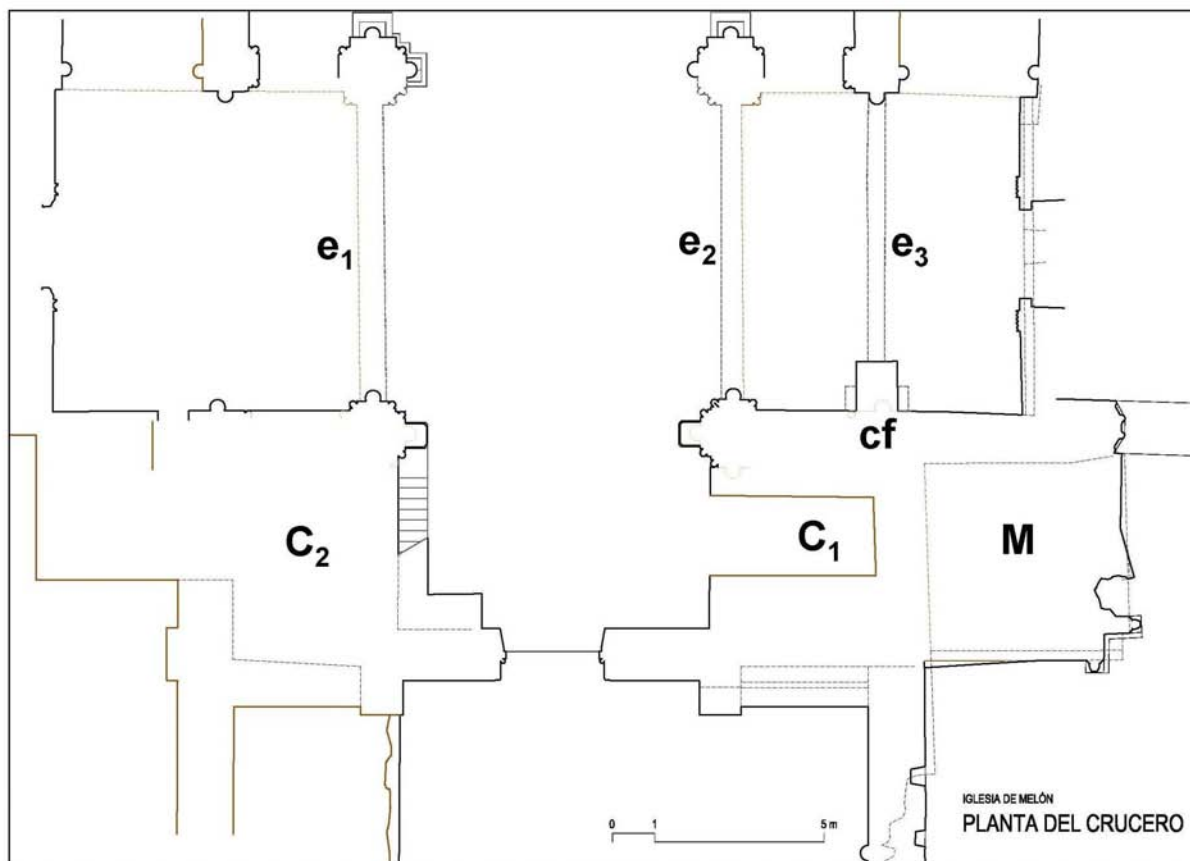 e₁
e₂
e₃
cf
C₂
C₁
M
0 1 5 m
IGLESIA DE MELÓN
PLANTA DEL CRUCERO